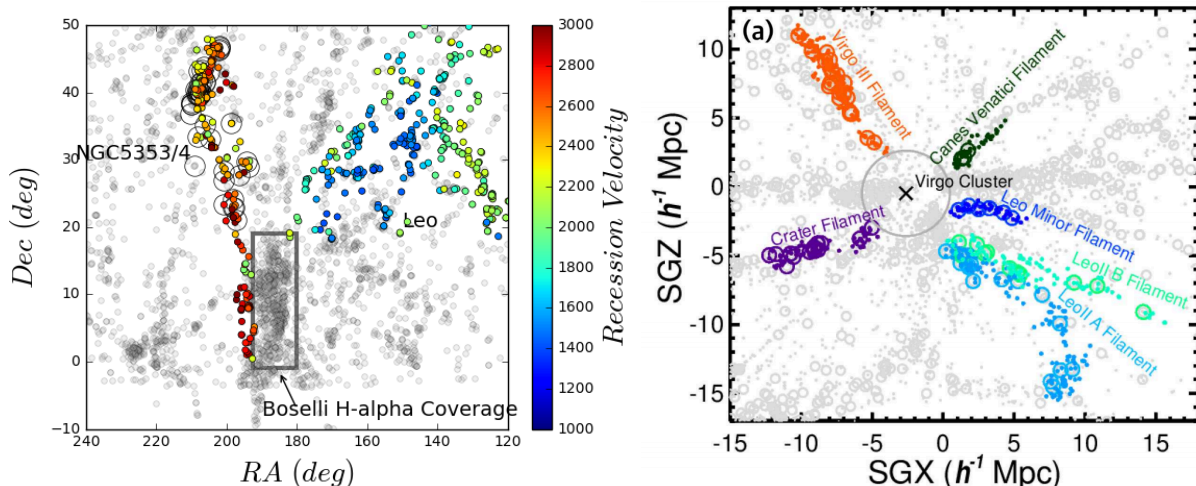 50
40
30
20
10
0
−10
240
220
200
180
160
140
120
RA (deg)
Dec (deg)
NGC5353/4
Leo
Boselli H-alpha Coverage
3000
2800
2600
2400
2200
2000
1800
1600
1400
1200
1000
Recession Velocity
(a)
Virgo III Filament
Canes Venatici Filament
Virgo Cluster
Leo Minor Filament
Crater Filament
LeoII B Filament
LeoII A Filament
10
5
0
-5
-10
-15
SGZ (h⁻¹ Mpc)
-15
-10
-5
0
5
10
15
SGX (h⁻¹ Mpc)